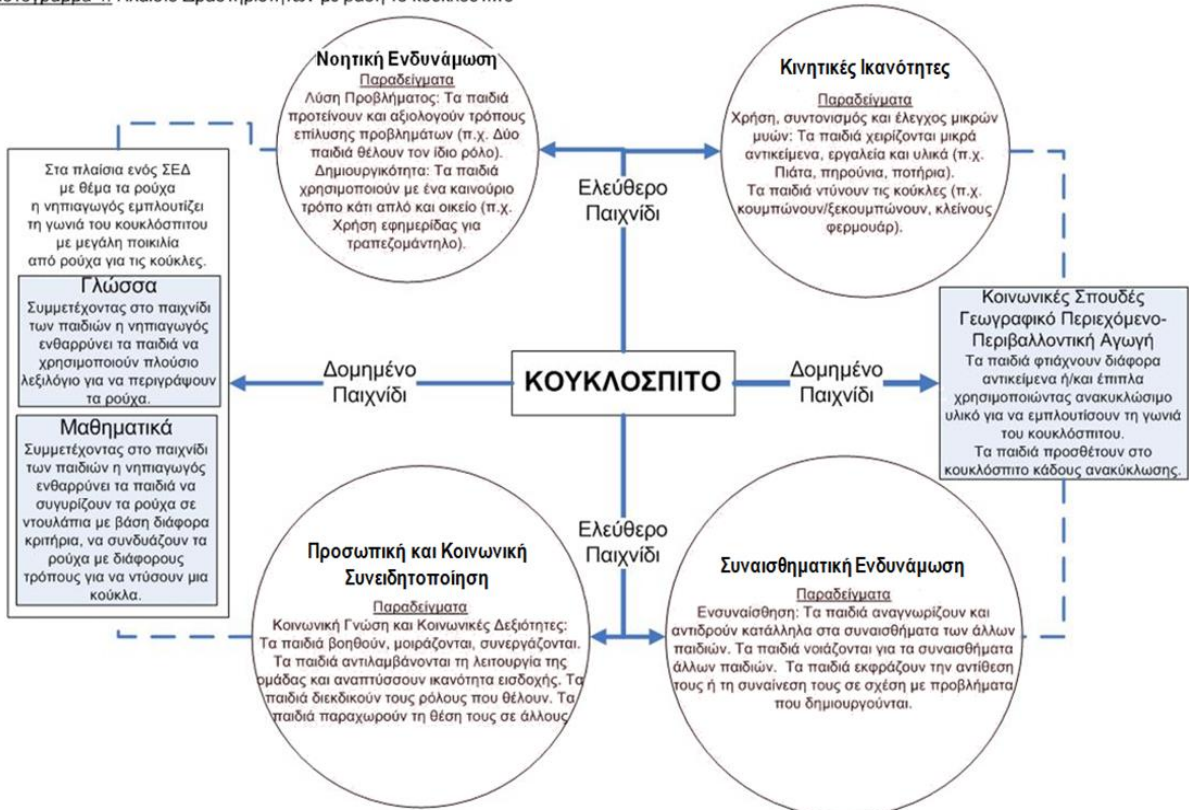 Πλαίσιο Δραστηριοτήτων με βάση το κουκλόσπιτο
Νοητική Ενδυνάμωση
Παραδείγματα
Λύση Προβλήματος: Τα παιδιά
προτείνουν και αξιολογούν τρόπους
επίλυσης προβλημάτων (π.χ. Δύο
παιδιά θέλουν τον ίδιο ρόλο).
Δημιουργικότητα: Τα παιδιά
χρησιμοποιούν με ένα καινούριο
τρόπο κάτι απλό και οικείο (π.χ.
Χρήση εφημερίδας για
τραπεζομάντηλο).
Κινητικές Ικανότητες
Παραδείγματα
Χρήση, συντονισμός και έλεγχος μικρών
μυών: Τα παιδιά χειρίζονται μικρά
αντικείμενα, εργαλεία και υλικά (π.χ.
Πιάτα, πηρούνια, ποτήρια).
Τα παιδιά ντύνουν τις κούκλες (π.χ.
κουμπώνουν/ξεκουμπώνουν, κλείνους
φερμουάρ).
Ελεύθερο
Παιχνίδι
Στα πλαίσια ενός ΣΕΔ
με θέμα τα ρούχα
η νηπιαγωγός εμπλουτίζει
τη γωνιά του κουκλόσπιτου
με μεγάλη ποικιλία
από ρούχα για τις κούκλες.
Γλώσσα
Συμμετέχοντας στο παιχνίδι
των παιδιών η νηπιαγωγός
ενθαρρύνει τα παιδιά να
χρησιμοποιούν πλούσιο
λεξιλόγιο για να περιγράψουν
τα ρούχα.
Μαθηματικά
Συμμετέχοντας στο παιχνίδι
των παιδιών η νηπιαγωγός
ενθαρρύνει τα παιδιά να
συγυρίζουν τα ρούχα σε
ντουλάπια με βάση διάφορα
κριτήρια, να συνδυάζουν τα
ρούχα με διάφορους
τρόπους για να ντύσουν μια
κούκλα.
Δομημένο
Παιχνίδι
ΚΟΥΚΛΟΣΠΙΤΟ
Δομημένο
Παιχνίδι
Κοινωνικές Σπουδές
Γεωγραφικό Περιεχόμενο-
Περιβαλλοντική Αγωγή
Τα παιδιά φτιάχνουν διάφορα
αντικείμενα ή/και έπιπλα
χρησιμοποιώντας ανακυκλώσιμο
υλικό για να εμπλουτίσουν τη γωνιά
του κουκλόσπιτου.
Τα παιδιά προσθέτουν στο
κουκλόσπιτο κάδους ανακύκλωσης.
Ελεύθερο
Παιχνίδι
Προσωπική και Κοινωνική
Συνειδητοποίηση
Παραδείγματα
Κοινωνική Γνώση και Κοινωνικές Δεξιότητες:
Τα παιδιά βοηθούν, μοιράζονται, συνεργάζονται.
Τα παιδιά αντιλαμβάνονται τη λειτουργία της
ομάδας και αναπτύσσουν ικανότητα εισδοχής. Τα
παιδιά διεκδικούν τους ρόλους που θέλουν. Τα
παιδιά παραχωρούν τη θέση τους σε άλλους
Συναισθηματική Ενδυνάμωση
Παραδείγματα
Ενσυναίσθηση: Τα παιδιά αναγνωρίζουν και
αντιδρούν κατάλληλα στα συναισθήματα των άλλων
παιδιών. Τα παιδιά νοιάζονται για τα συναισθήματα
άλλων παιδιών. Τα παιδιά εκφράζουν την αντίθεση
τους ή τη συναίνεση τους σε σχέση με προβλήματα
που δημιουργούνται.